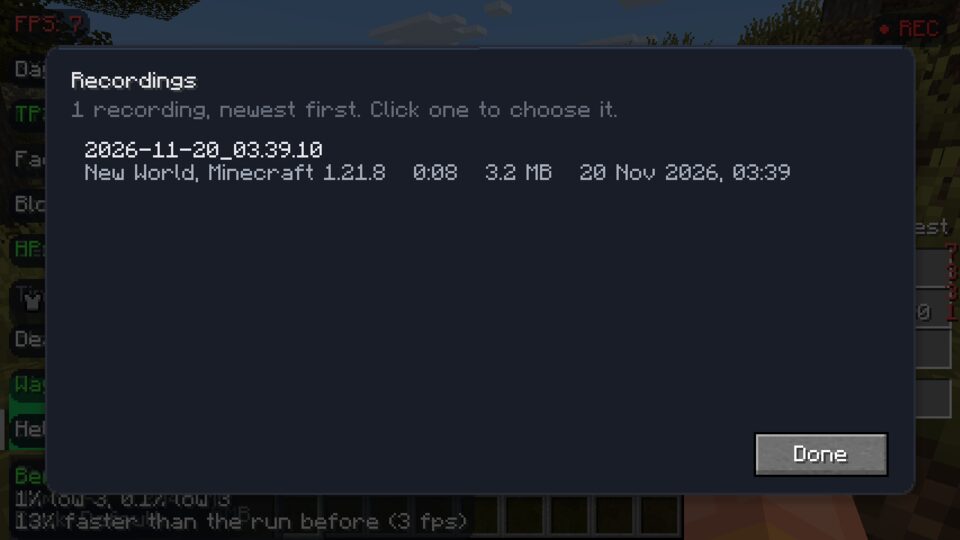 FPS: 7
REC
Recordings
1 recording, newest first. Click one to choose it.
2026-11-20_03.39.10
New World, Minecraft 1.21.8 0:08 3.2 MB 20 Nov 2026, 03:39
Done
1% low 3, 0.1% low 3
13% faster than the run before (3 fps)